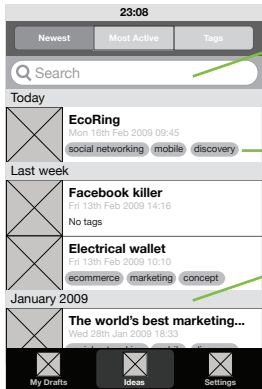 23:08
Newest Most Active Tags
Search
Today
EcoRing
Mon 16th Feb 2009 09:45
social networking mobile discovery
Last week
Facebook killer
Fri 13th Feb 2009 14:16
No tags
Electrical wallet
Fri 13th Feb 2009 10:10
ecommerce marketing concept
January 2009
The world's best marketing...
Wed 28th Jan 2009 18:33
My Drafts Ideas Settings